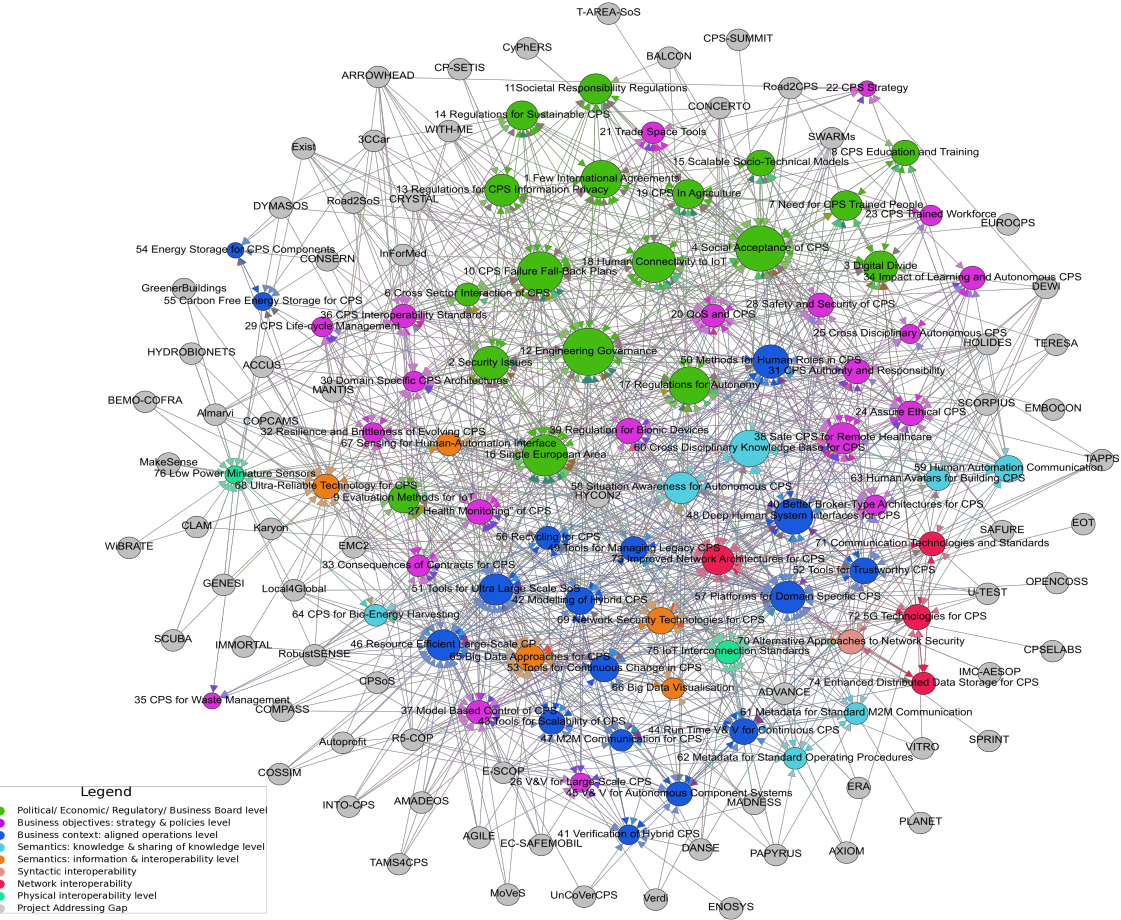 T-AREA-SoS
CPS-SUMMIT
CyPhERS
BALCON
CP-SETIS
ARROWHEAD
11Societal Responsibility Regulations
Road2CPS
22 CPS Strategy
CONCERTO
14 Regulations for Sustainable CPS
WITH-ME
21 Trade Space Tools
SWARMs
3CCar
Exist
8 CPS Education and Training
15 Scalable Socio-Technical Models
1 Few International Agreements
13 Regulations for CPS Information Privacy
19 CPS In Agriculture
CRYSTAL
Road2SoS
DYMASOS
7 Need for CPS Trained People
23 CPS Trained Workforce
EUROCPS
54 Energy Storage for CPS Components
4 Social Acceptance of CPS
InForMed
CONSERN
18 Human Connectivity to IoT
3 Digital Divide
10 CPS Failure Fall-Back Plans
34 Impact of Learning and Autonomous CPS
DEWI
GreenerBuildings
6 Cross Sector Interaction of CPS
55 Carbon Free Energy Storage for CPS
28 Safety and Security of CPS
36 CPS Interoperability Standards
20 QoS and CPS
29 CPS Life-cycle Management
25 Cross Disciplinary Autonomous CPS
HOLIDES
TERESA
HYDROBIONETS
12 Engineering Governance
50 Methods for Human Roles in CPS
2 Security Issues
ACCUS
31 CPS Authority and Responsibility
30 Domain Specific CPS Architectures
17 Regulations for Autonomy
MANTIS
BEMO-COFRA
SCORPIUS
EMBOCON
Almarvi
24 Assure Ethical CPS
COPCAMS
39 Regulation for Bionic Devices
32 Resilience and Brittleness of Evolving CPS
38 Safe CPS for Remote Healthcare
67 Sensing for Human-Automation Interface
60 Cross Disciplinary Knowledge Base for CPS
16 Single European Area
TAPPS
MakeSense
59 Human Automation Communication
76 Low Power Miniature Sensors
63 Human Avatars for Building CPS
68 Ultra-Reliable Technology for CPS
58 Situation Awareness for Autonomous CPS
HYCON2
9 Evaluation Methods for IoT
40 Better Broker-Type Architectures for CPS
27 Health Monitoring of CPS
48 Deep Human System Interfaces for CPS
EOT
CLAM
Karyon
SAFURE
56 Recycling for CPS
71 Communication Technologies and Standards
WiBRATE
EMC2
49 Tools for Managing Legacy CPS
73 Improved Network Architectures for CPS
33 Consequences of Contracts for CPS
52 Tools for Trustworthy CPS
GENESI
OPENCOSS
Local4Global
51 Tools for Ultra Large Scale SoS
U-TEST
57 Platforms for Domain Specific CPS
42 Modelling of Hybrid CPS
64 CPS for Bio-Energy Harvesting
72 5G Technologies for CPS
69 Network Security Technologies for CPS
SCUBA
70 Alternative Approaches to Network Security
IMMORTAL
46 Resource Efficient Large-Scale CP
CPSELABS
75 IoT Interconnection Standards
RobustSENSE
65 Big Data Approaches for CPS
53 Tools for Continuous Change in CPS
IMC-AESOP
CPSoS
74 Enhanced Distributed Data Storage for CPS
66 Big Data Visualisation
ADVANCE
35 CPS for Waste Management
COMPASS
37 Model Based Control of CPS
61 Metadata for Standard M2M Communication
43 Tools for Scalability of CPS
44 Run Time V& V for Continuous CPS
R5-COP
47 M2M Communication for CPS
Autoprofit
SPRINT
VITRO
62 Metadata for Standard Operating Procedures
COSSIM
E-SCOP
26 V&V for Large-Scale CPS
ERA
45 V& V for Autonomous Component Systems
INTO-CPS
AMADEOS
MADNESS
PLANET
AGILE
41 Verification of Hybrid CPS
EC-SAFEMOBIL
DANSE
PAPYRUS
AXIOM
TAMS4CPS
MoVeS
UnCoVerCPS
Verdi
ENOSYS
Legend
Political/ Economic/ Regulatory/ Business Board level
Business objectives: strategy & policies level
Business context: aligned operations level
Semantics: knowledge & sharing of knowledge level
Semantics: information & interoperability level
Syntactic interoperability
Network interoperability
Physical interoperability level
Project Addressing Gap